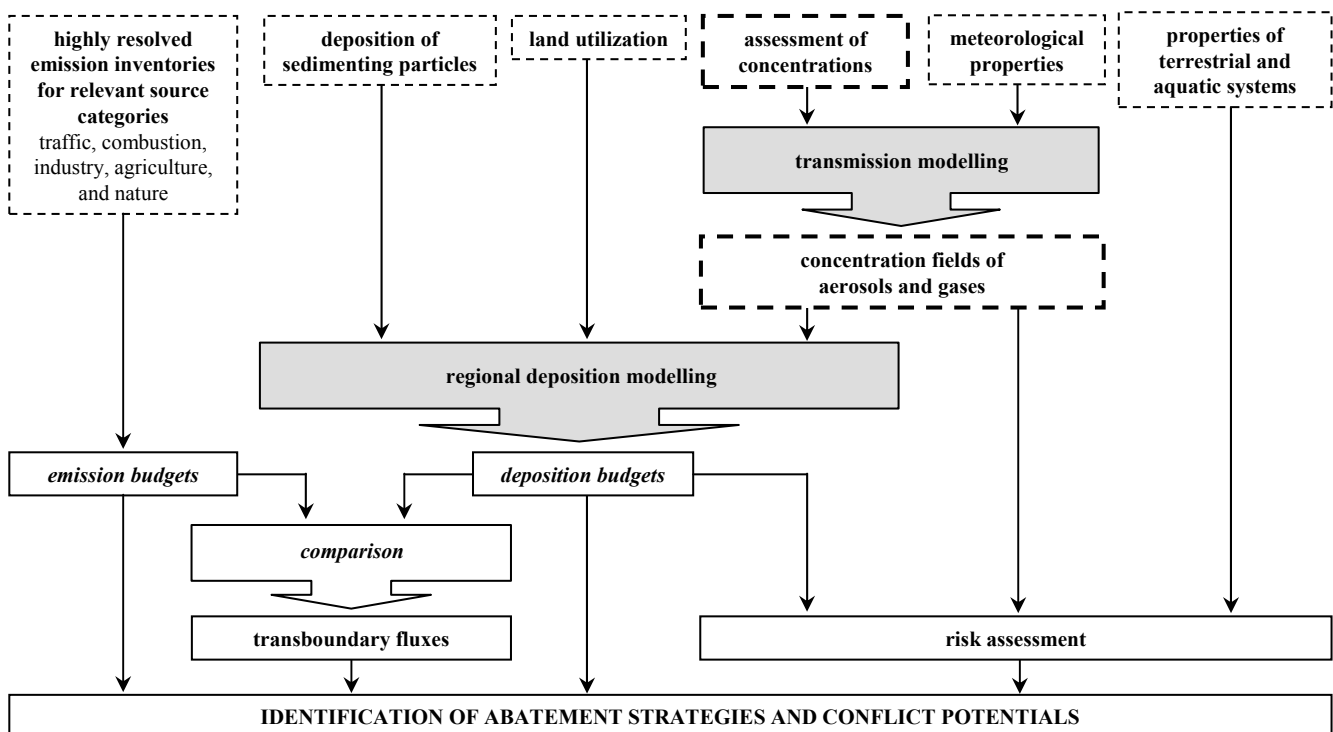 highly resolved
emission inventories
for relevant source
categories
traffic, combustion,
industry, agriculture,
and nature
deposition of
sedimenting particles
land utilization
assessment of
concentrations
meteorological
properties
properties of
terrestrial and
aquatic systems
transmission modelling
concentration fields of
aerosols and gases
regional deposition modelling
emission budgets
deposition budgets
comparison
transboundary fluxes
risk assessment
IDENTIFICATION OF ABATEMENT STRATEGIES AND CONFLICT POTENTIALS